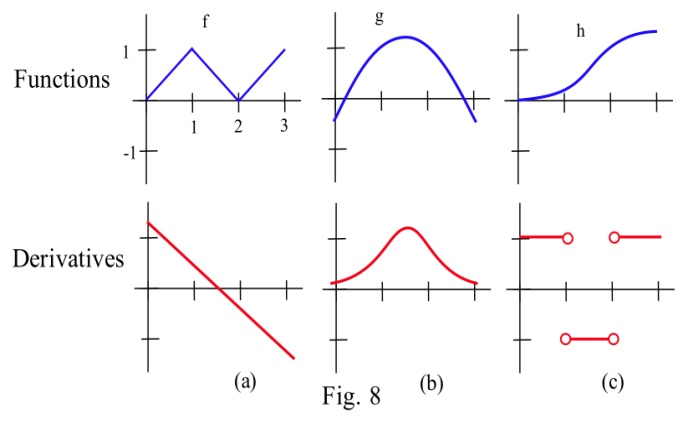 f
g
h
Functions
1
1
2
3
-1
Derivatives
(a)
(b)
(c)
Fig. 8